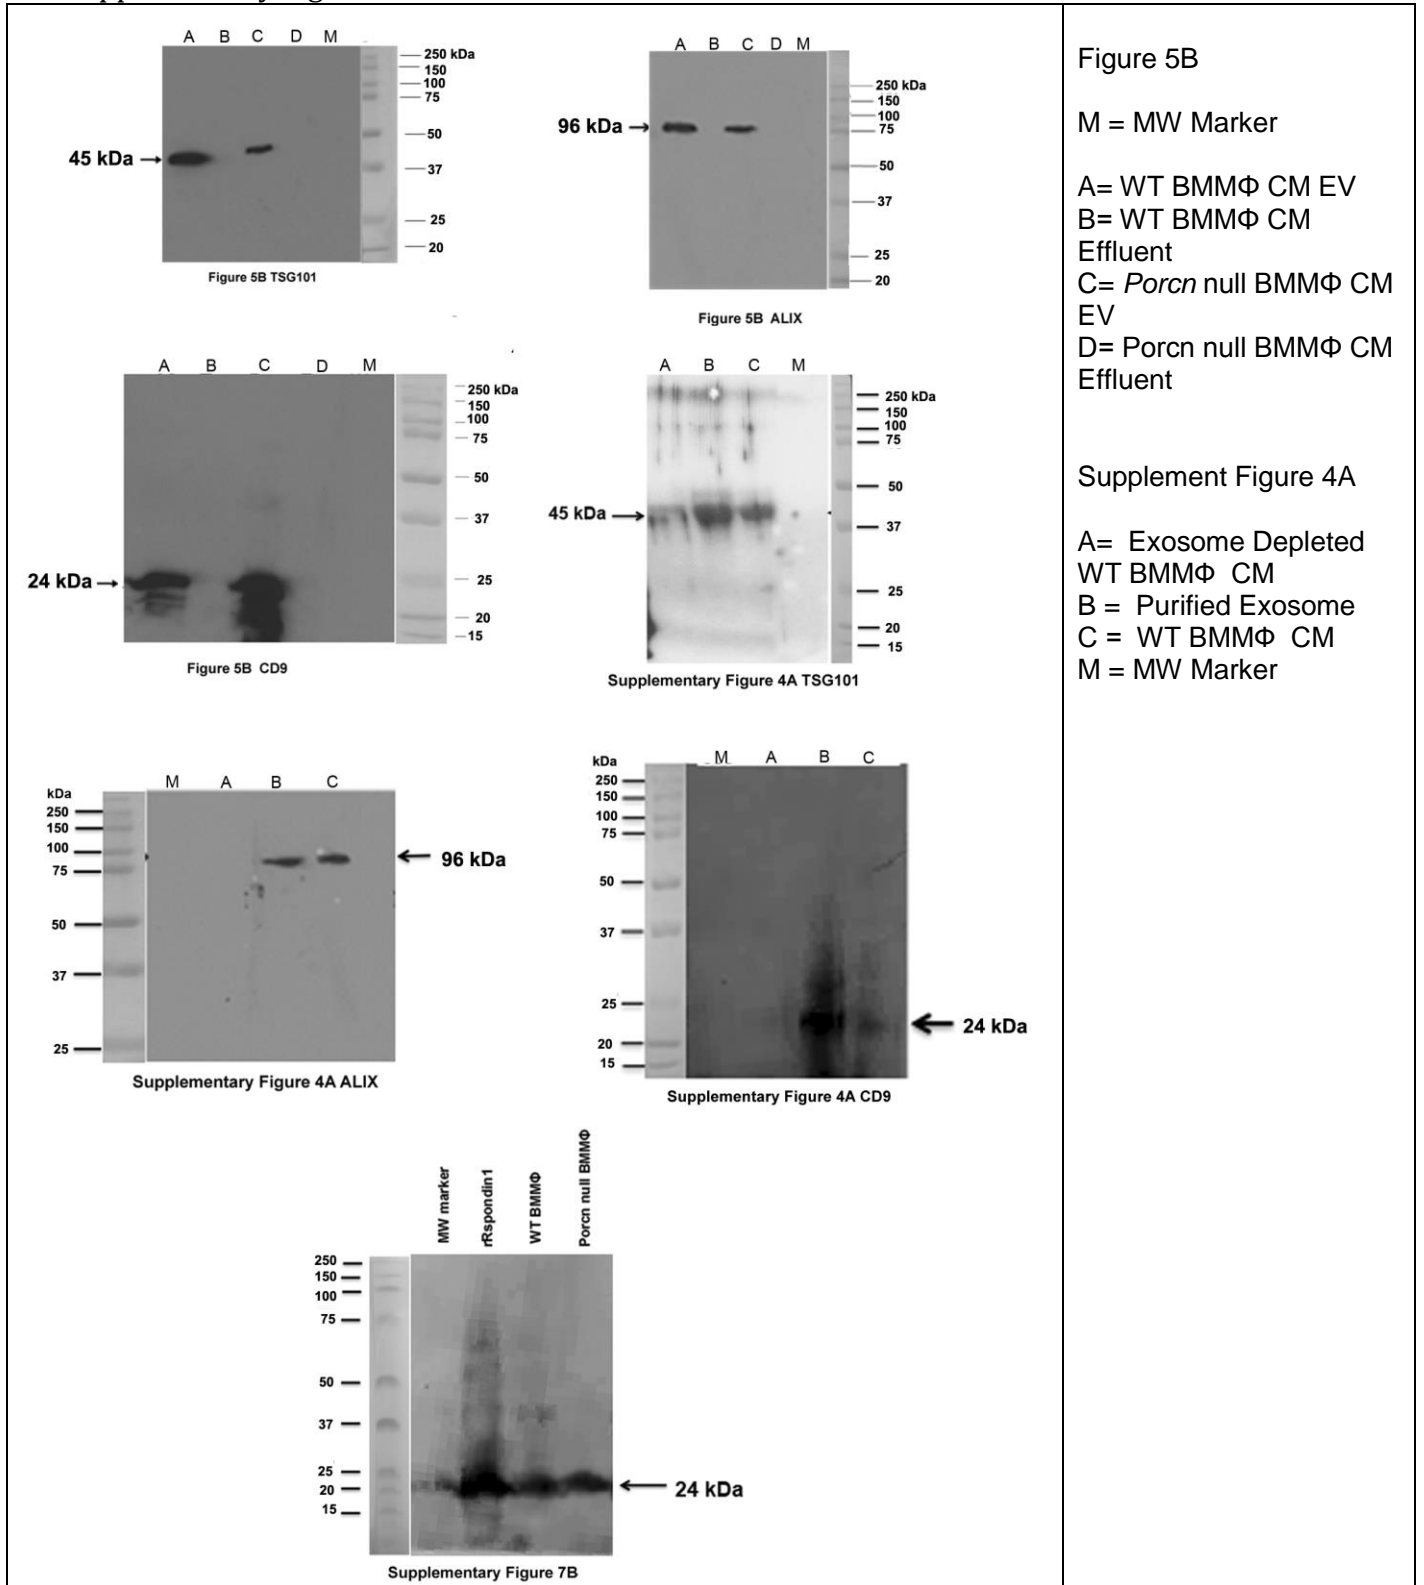 A B C D M
250 kDa
150
100
75
50
37
25
20
45 kDa
Figure 5B TSG101
A B C D M
250 kDa
150
100
75
50
37
25
20
96 kDa
Figure 5B ALIX
A B C D M
250 kDa
150
100
75
50
37
25
20
15
24 kDa
Figure 5B CD9
A B C M
250 kDa
150
100
75
50
37
25
20
15
45 kDa
Supplementary Figure 4A TSG101
M A B C
kDa
250
150
100
75
50
37
25
96 kDa
Supplementary Figure 4A ALIX
M A B C
kDa
250
150
100
75
50
37
25
20
15
24 kDa
Supplementary Figure 4A CD9
MW marker
rRspondin1
WT BMMΦ
Porcn null BMMΦ
250
150
100
75
50
37
25
20
15
24 kDa
Supplementary Figure 7B
Figure 5B
M = MW Marker
A= WT BMMΦ CM EV
B= WT BMMΦ CM
Effluent
C= Porcn null BMMΦ CM
EV
D= Porcn null BMMΦ CM
Effluent
Supplement Figure 4A
A= Exosome Depleted
WT BMMΦ CM
B = Purified Exosome
C = WT BMMΦ CM
M = MW Marker